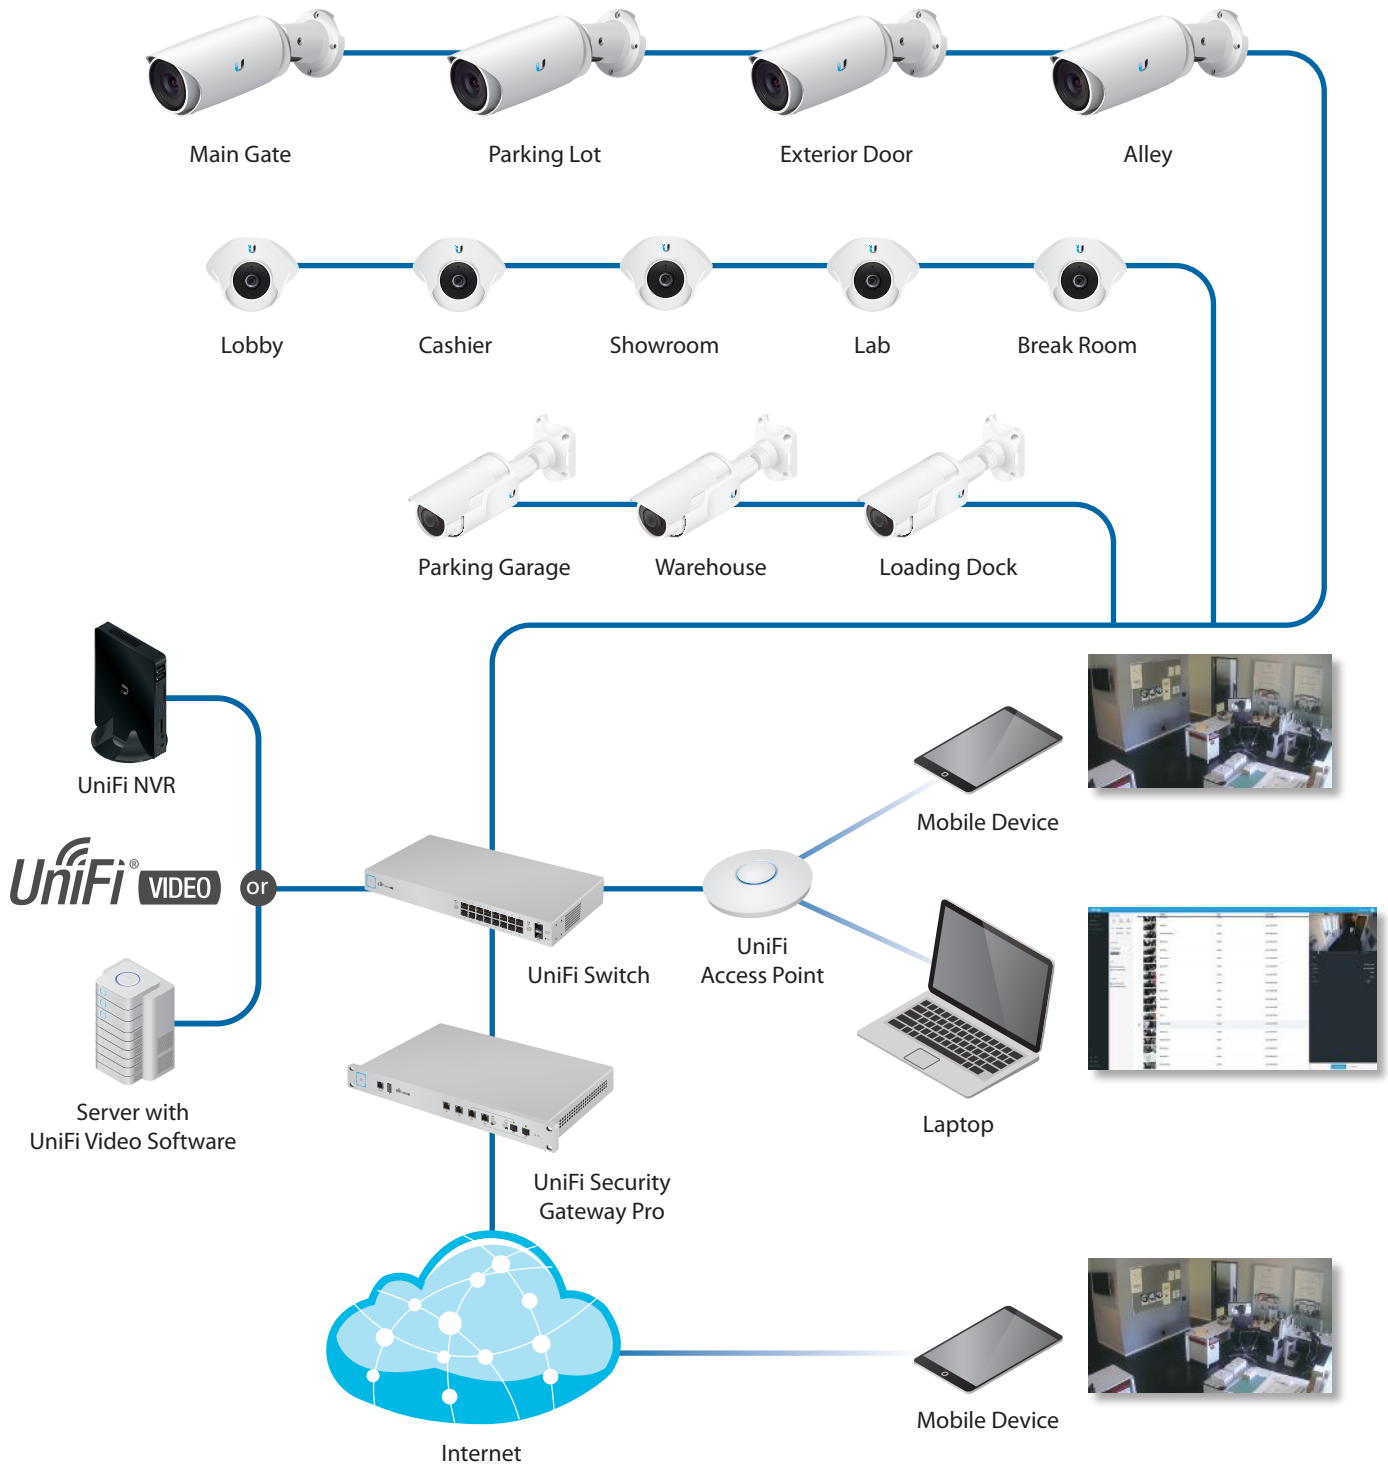 Main Gate
Parking Lot
Exterior Door
Alley
Lobby
Cashier
Showroom
Lab
Break Room
Parking Garage
Warehouse
Loading Dock
UniFi NVR
Mobile Device
UniFi® VIDEO
or
UniFi Switch
UniFi
Access Point
Laptop
Server with
UniFi Video Software
UniFi Security
Gateway Pro
Internet
Mobile Device